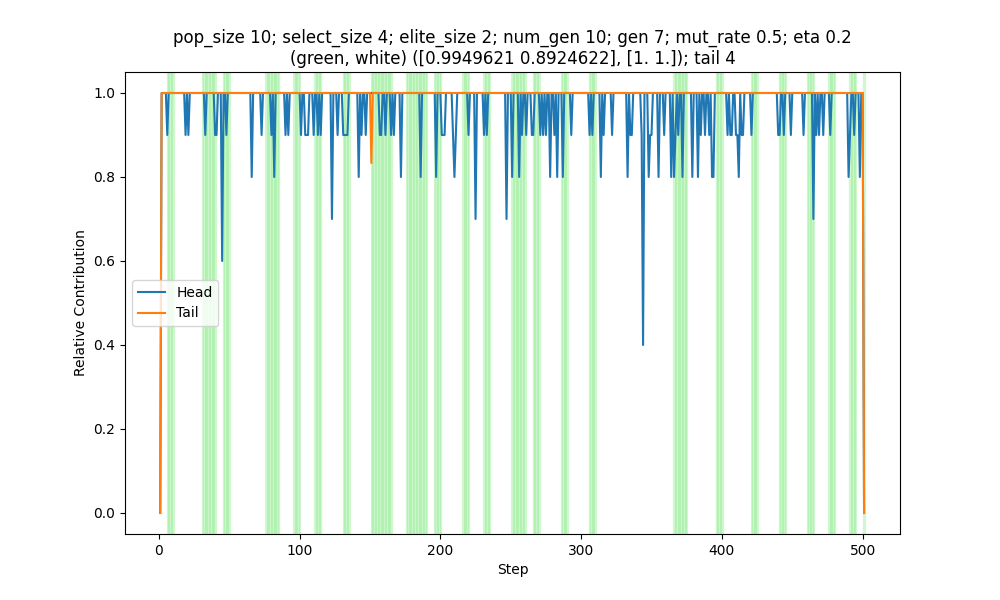 pop_size 10; select_size 4; elite_size 2; num_gen 10; gen 7; mut_rate 0.5; eta 0.2
(green, white) ([0.9949621 0.8924622], [1. 1.]); tail 4
1.0
0.8
0.6
0.4
0.2
0.0
Relative Contribution
Head
Tail
0
100
200
300
400
500
Step